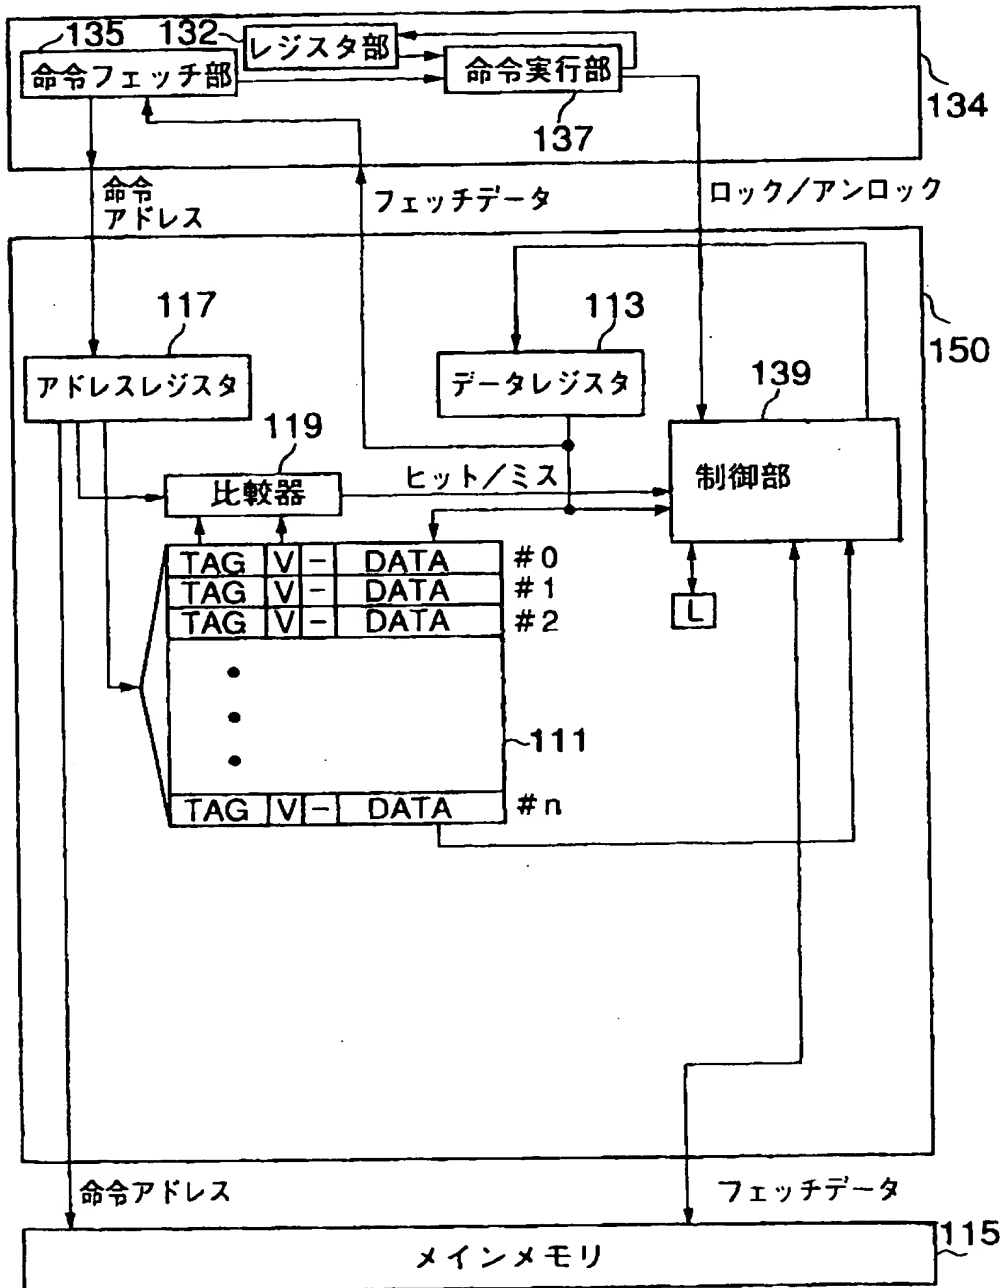 135
132
レジスタ部
命令フェッチ部
命令実行部
137
134
命令
アドレス
フェッチデータ
ロック/アンロック
117
113
150
アドレスレジスタ
データレジスタ
139
119
比較器
ヒット/ミス
制御部
TAG V - DATA #0
TAG V - DATA #1
TAG V - DATA #2
L
111
TAG V - DATA #n
命令アドレス
フェッチデータ
115
メインメモリ